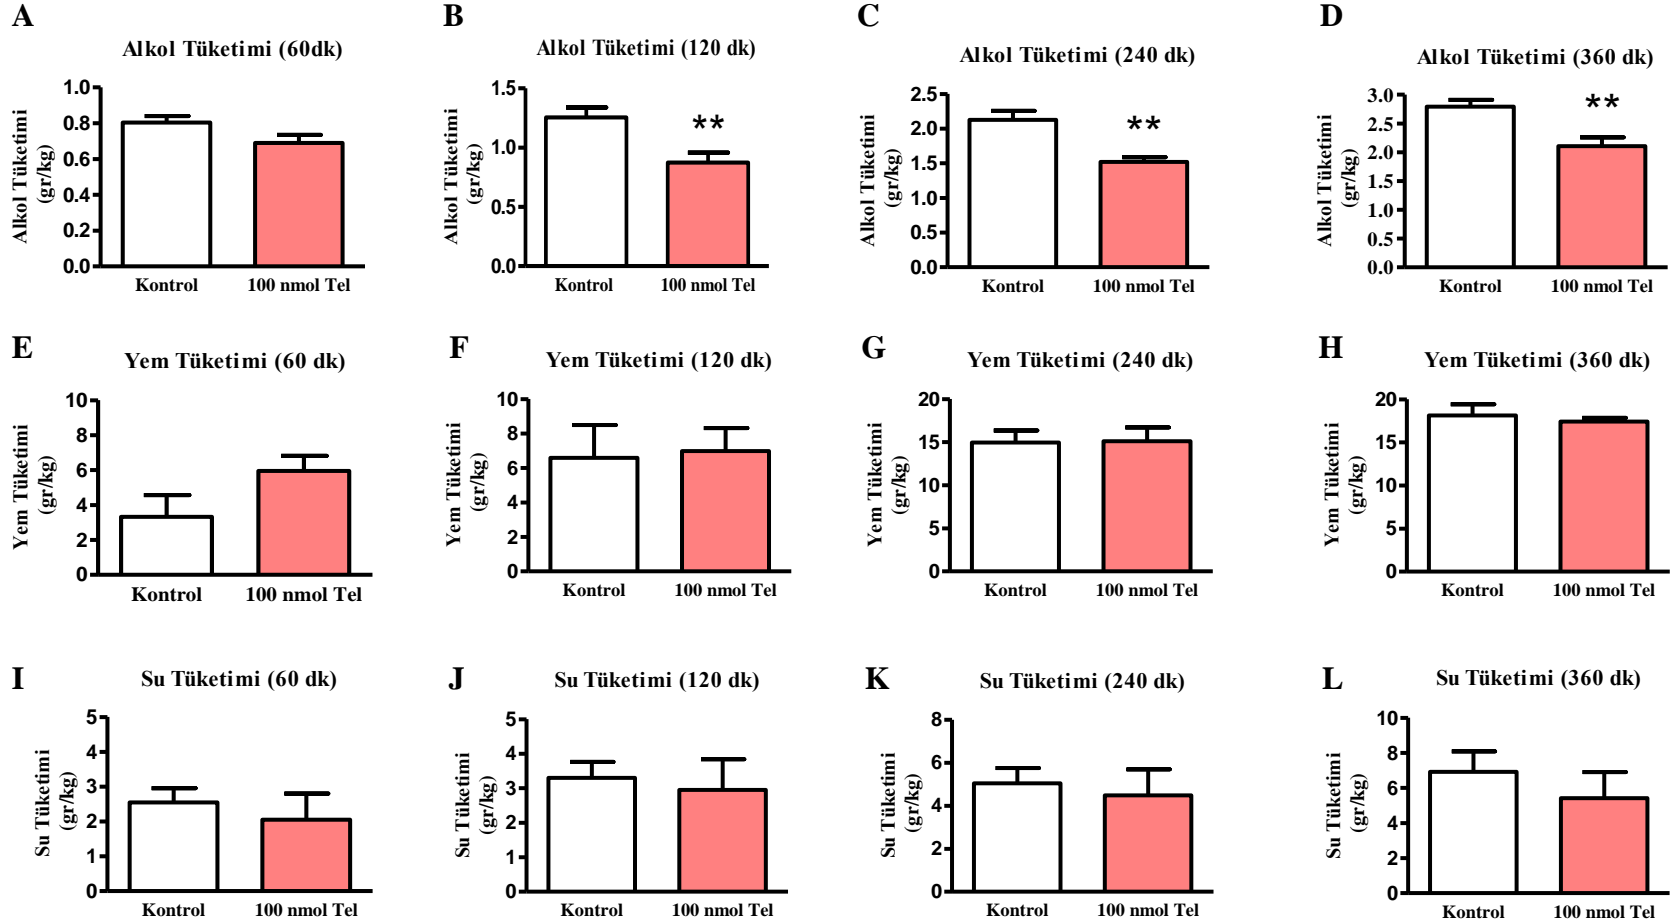 A
Alkol Tüketimi (60dk)
Alkol Tüketimi
(gr/kg)
1.0
0.8
0.6
0.4
0.2
0.0
Kontrol
100 nmol Tel
B
Alkol Tüketimi (120 dk)
Alkol Tüketimi
(gr/kg)
1.5
1.0
0.5
0.0
**
Kontrol
100 nmol Tel
C
Alkol Tüketimi (240 dk)
Alkol Tüketimi
(gr/kg)
2.5
2.0
1.5
1.0
0.5
0.0
**
Kontrol
100 nmol Tel
D
Alkol Tüketimi (360 dk)
Alkol Tüketimi
(gr/kg)
3.0
2.5
2.0
1.5
1.0
0.5
0.0
**
Kontrol
100 nmol Tel
E
Yem Tüketimi (60 dk)
Yem Tüketimi
(gr/kg)
10
8
6
4
2
0
Kontrol
100 nmol Tel
F
Yem Tüketimi (120 dk)
Yem Tüketimi
(gr/kg)
10
8
6
4
2
0
Kontrol
100 nmol Tel
G
Yem Tüketimi (240 dk)
Yem Tüketimi
(gr/kg)
20
15
10
5
0
Kontrol
100 nmol Tel
H
Yem Tüketimi (360 dk)
Yem Tüketimi
(gr/kg)
20
15
10
5
0
Kontrol
100 nmol Tel
I
Su Tüketimi (60 dk)
Su Tüketimi
(gr/kg)
5
4
3
2
1
0
Kontrol
100 nmol Tel
J
Su Tüketimi (120 dk)
Su Tüketimi
(gr/kg)
5
4
3
2
1
0
Kontrol
100 nmol Tel
K
Su Tüketimi (240 dk)
Su Tüketimi
(gr/kg)
8
6
4
2
0
Kontrol
100 nmol Tel
L
Su Tüketimi (360 dk)
Su Tüketimi
(gr/kg)
10
8
6
4
2
0
Kontrol
100 nmol Tel